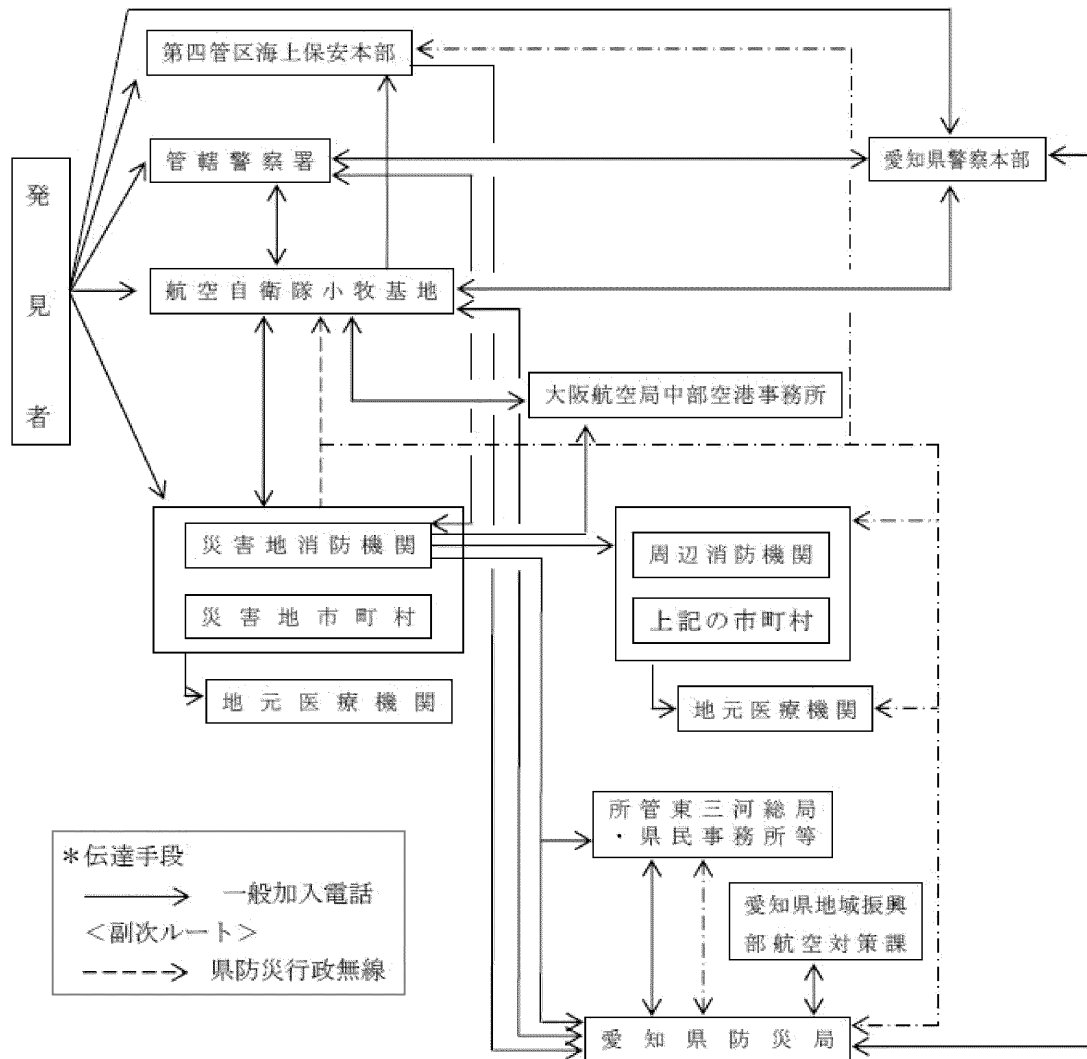 第四管区海上保安本部
管轄警察署
愛知県警察本部
発見者
航空自衛隊小牧基地
大阪航空局中部空港事務所
災害地消防機関
周辺消防機関
災害地市町村
上記の市町村
地元医療機関
地元医療機関
所管東三河総局
・県民事務所等
*伝達手段
一般加入電話
<副次ルート>
県防災行政無線
愛知県地域振興
部航空対策課
愛知県防災局